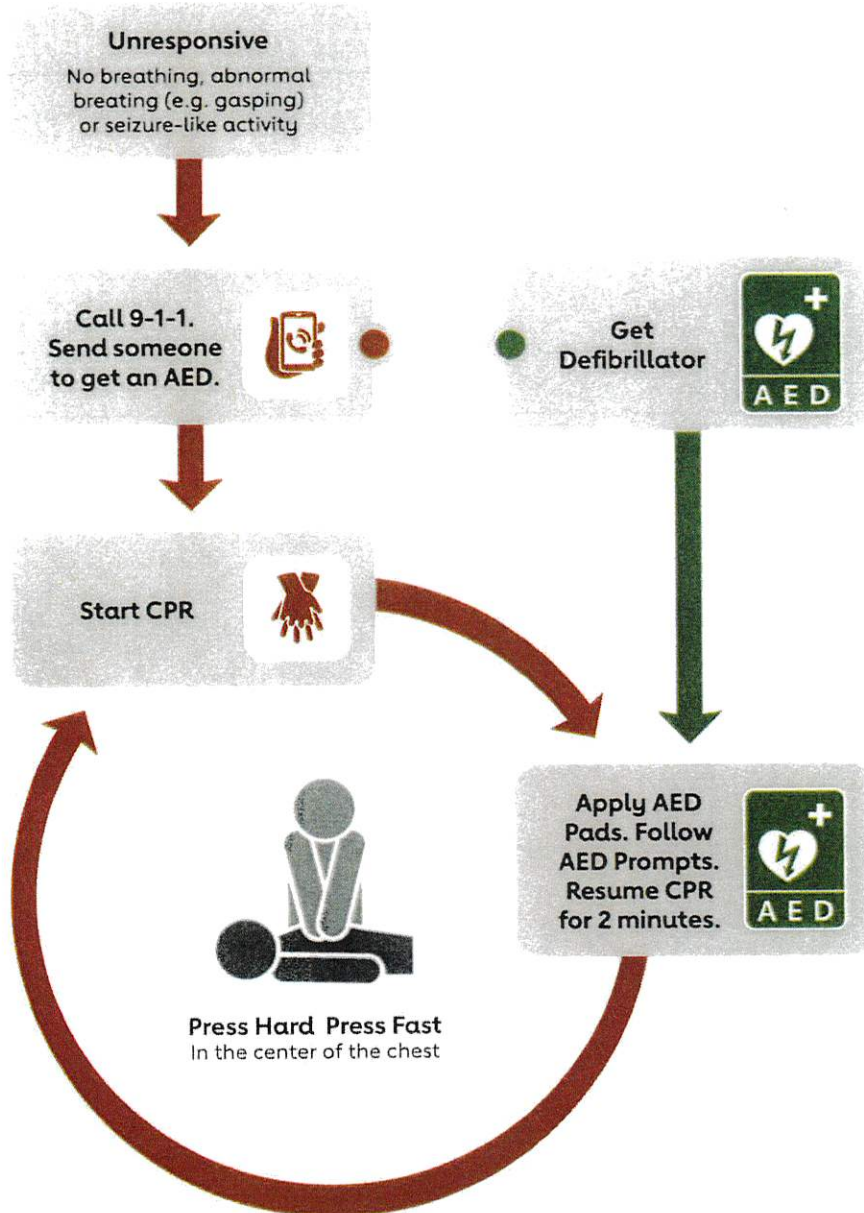 Unresponsive
No breathing, abnormal
breating (e.g. gasping)
or seizure-like activity
Call 9-1-1.
Send someone
to get an AED.
Get
Defibrillator
AED
Start CPR
Apply AED
Pads. Follow
AED Prompts.
Resume CPR
for 2 minutes.
AED
Press Hard Press Fast
In the center of the chest